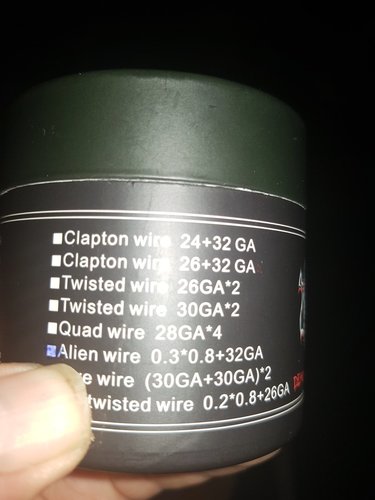 Clapton wire 24+32 GA
Clapton wire 26+32 GA
Twisted wire 26GA*2
Twisted wire 30GA*2
Quad wire 28GA*4
Alien wire 0.3*0.8+32GA
wire (30GA+30GA)*2
twisted wire 0.2*0.8+26GA